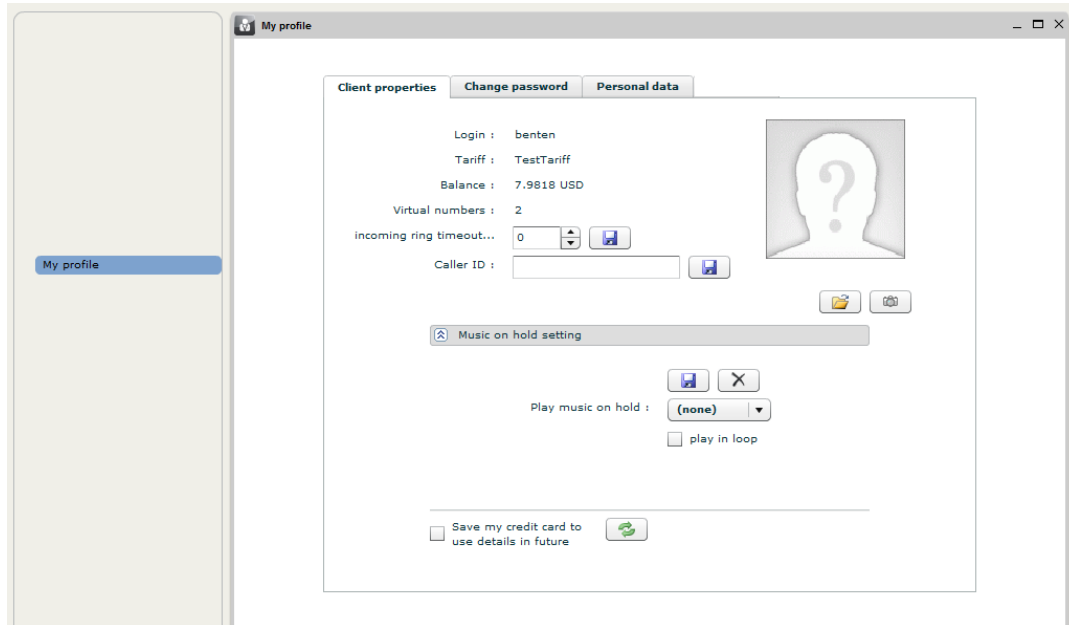 My profile
My profile
Client properties Change password Personal data
Login : benten
Tariff : TestTariff
Balance : 7.9818 USD
Virtual numbers : 2
incoming ring timeout... 0
Caller ID :
?
Music on hold setting
Play music on hold : (none)
play in loop
Save my credit card to
use details in future